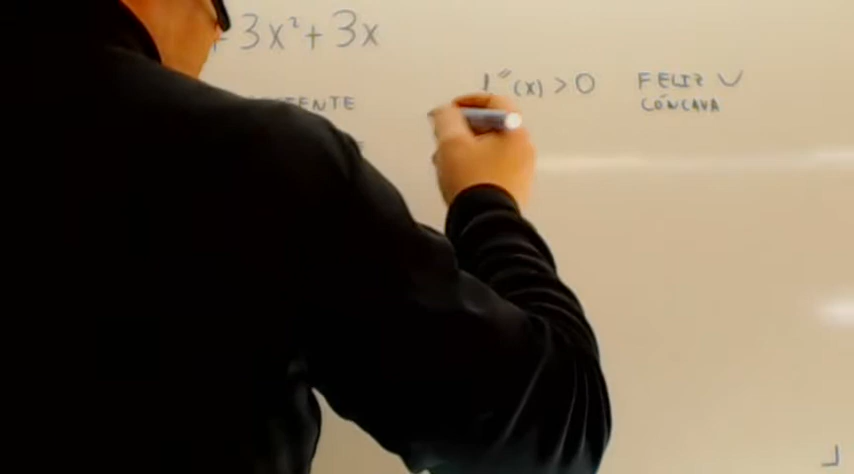 3x² + 3x
f''(x) > 0 FELIZ ∪
CÓNCAVA